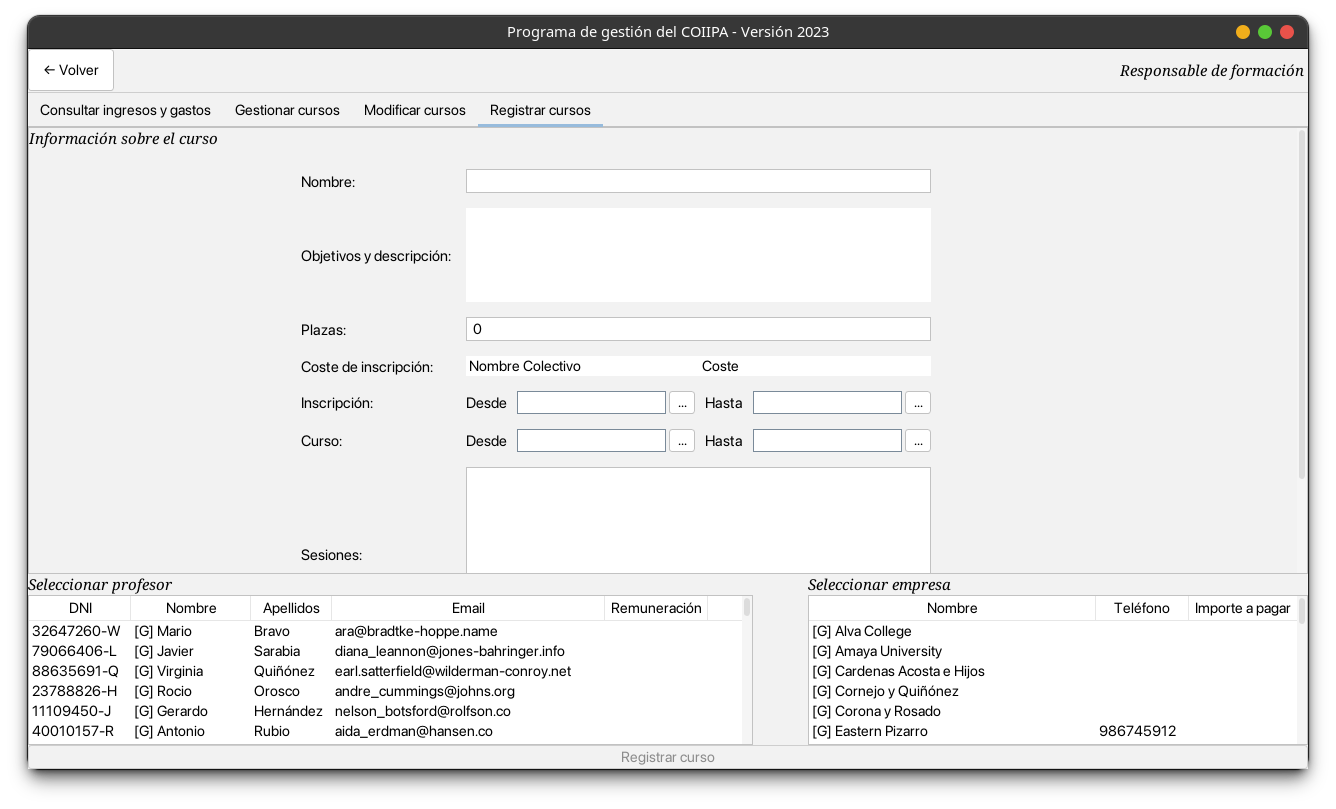 Programa de gestión del COIIPA - Versión 2023
← Volver
Responsable de formación
Consultar ingresos y gastos Gestionar cursos Modificar cursos Registrar cursos
Información sobre el curso
Nombre:
Objetivos y descripción:
Plazas: 0
Coste de inscripción: Nombre Colectivo Coste
Inscripción: Desde ... Hasta ...
Curso: Desde ... Hasta ...
Sesiones:
Seleccionar profesor
DNI Nombre Apellidos Email Remuneración
32647260-W [G] Mario Bravo ara@bradtke-hoppe.name
79066406-L [G] Javier Sarabia diana_leannon@jones-bahringer.info
88635691-Q [G] Virginia Quiñónez earl.satterfield@wilderman-conroy.net
23788826-H [G] Rocio Orosco andre_cummings@johns.org
11109450-J [G] Gerardo Hernández nelson_botsford@rolfson.co
40010157-R [G] Antonio Rubio aida_erdman@hansen.co
Seleccionar empresa
Nombre Teléfono Importe a pagar
[G] Alva College
[G] Amaya University
[G] Cardenas Acosta e Hijos
[G] Cornejo y Quiñónez
[G] Corona y Rosado
[G] Eastern Pizarro 986745912
Registrar curso